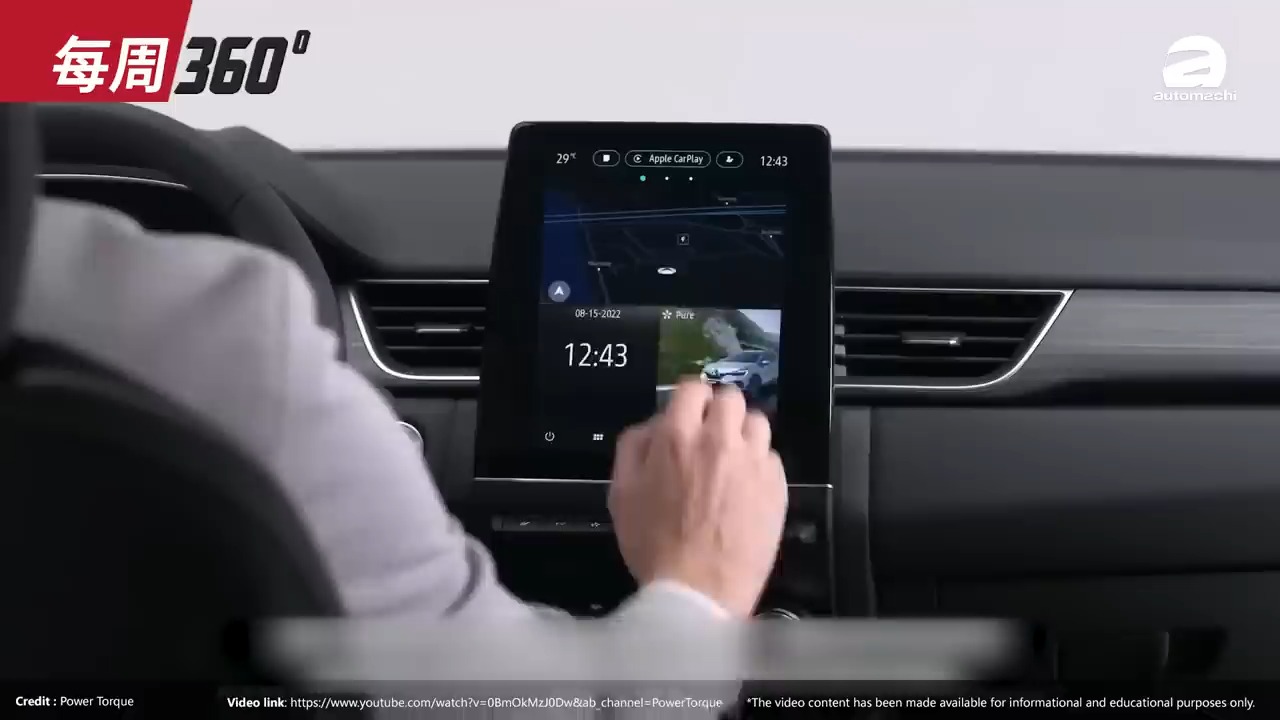 每周360°
automachi
29°C
Apple CarPlay
12:43
08-15-2022
Pure
12:43
Credit : Power Torque
Video link: https://www.youtube.com/watch?v=0BmOkMzJ0Dw&ab_channel=PowerTorque
*The video content has been made available for informational and educational purposes only.